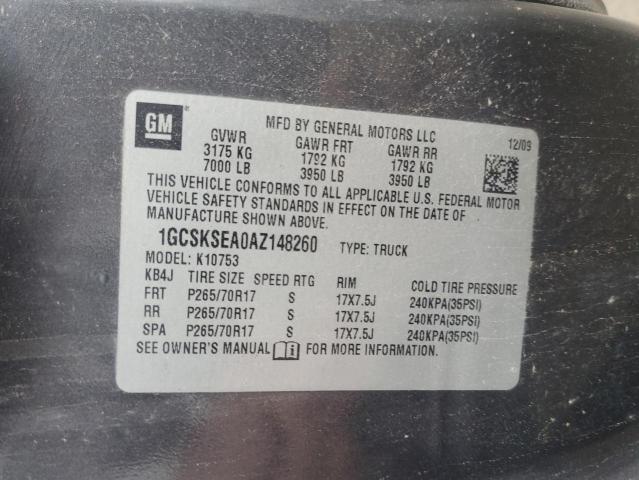 GM
MFD BY GENERAL MOTORS LLC
GVWR GAWR FRT GAWR RR 12/09
3175 KG 1792 KG 1792 KG
7000 LB 3950 LB 3950 LB
THIS VEHICLE CONFORMS TO ALL APPLICABLE U.S. FEDERAL MOTOR
VEHICLE SAFETY STANDARDS IN EFFECT ON THE DATE OF
MANUFACTURE SHOWN ABOVE.
1GCSKSEA0AZ148260 TYPE: TRUCK
MODEL: K10753
KB4J TIRE SIZE SPEED RTG RIM COLD TIRE PRESSURE
FRT P265/70R17 S 17X7.5J 240KPA(35PSI)
RR P265/70R17 S 17X7.5J 240KPA(35PSI)
SPA P265/70R17 S 17X7.5J 240KPA(35PSI)
SEE OWNER'S MANUAL FOR MORE INFORMATION.